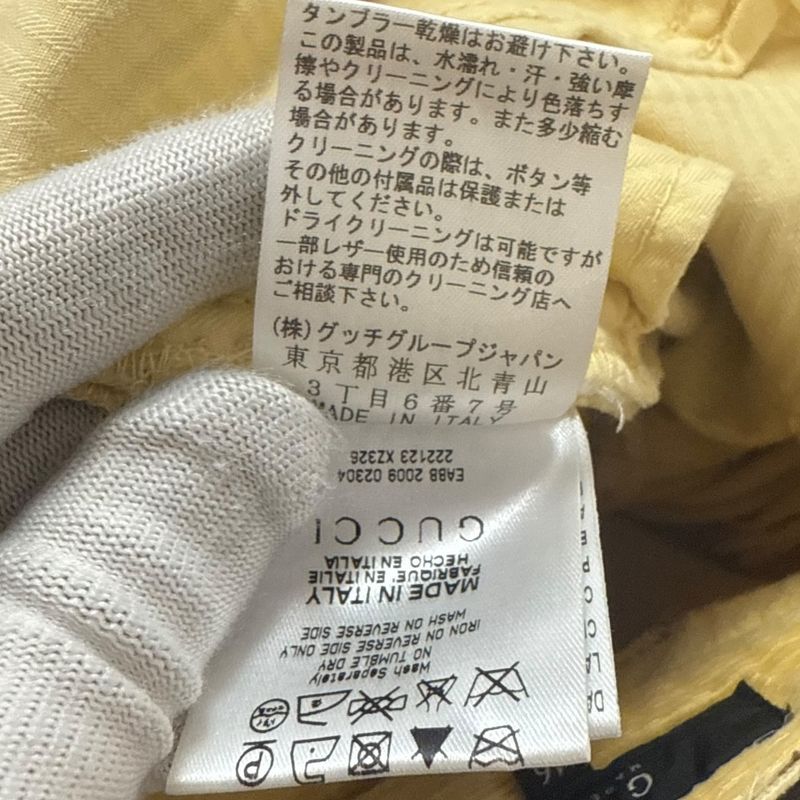 タンブラー乾燥はお避け下さい。
この製品は、水濡れ・汗・強い摩
擦やクリーニングにより色落ちす
る場合があります。また多少縮む
場合があります。
クリーニングの際は、ボタン等
その他の付属品は保護または
外してください。
ドライクリーニングは可能ですが
一部レザー使用のため信頼の
おける専門のクリーニング店へ
ご相談下さい。
(株)グッチグループジャパン
東京都港区北青山
3丁目6番7号
MADE IN ITALY
222123 XZ326
EABB 2009 02304
GUCCI
HECHO EN ITALIA
FABRIQUÉ EN ITALIE
MADE IN ITALY
WASH ON REVERSE SIDE
IRON ON REVERSE SIDE ONLY
NO TUMBLE DRY
Wash Separately